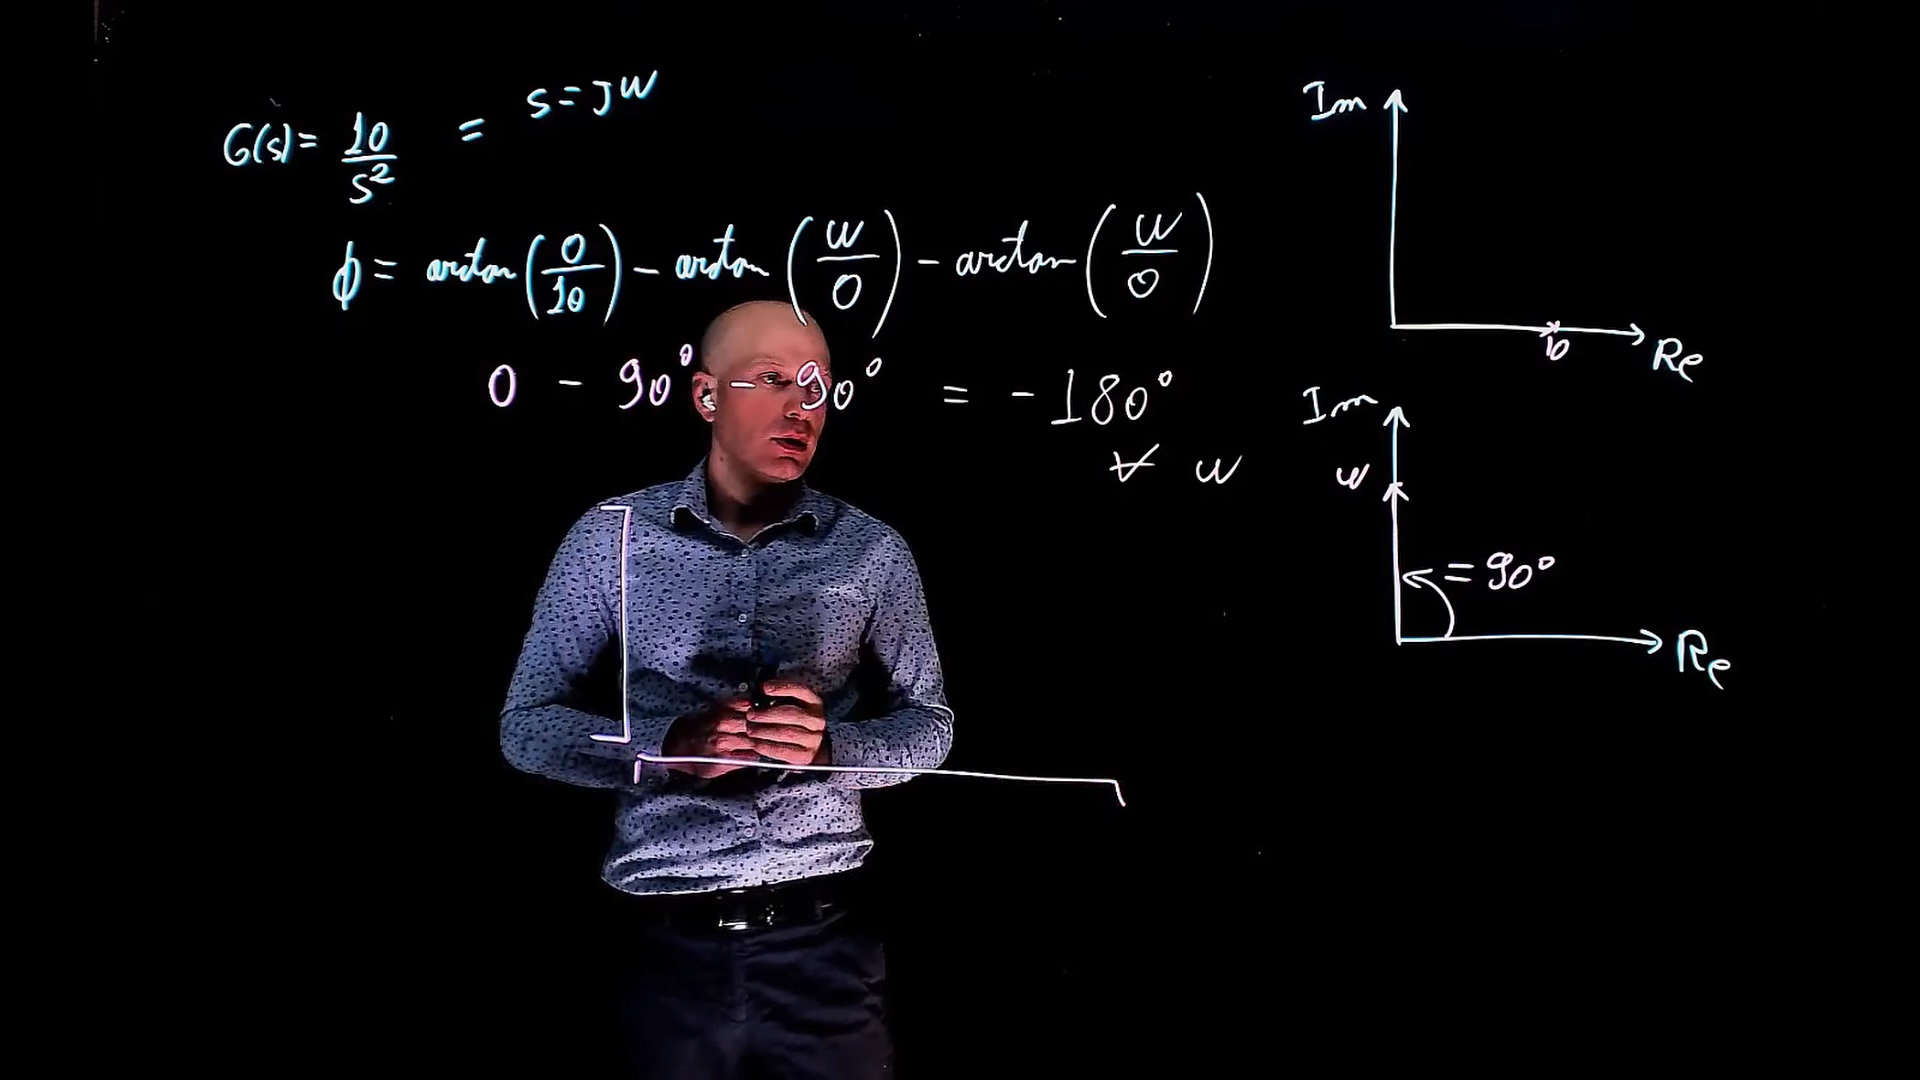 G(s) = 10/s² = s = jw
ϕ = arctan(0/10) - arctan(w/0) - arctan(w/0)
0 - 90° - 90° = -180°
∀ w
Im
10
Re
Im
w
= 90°
Re